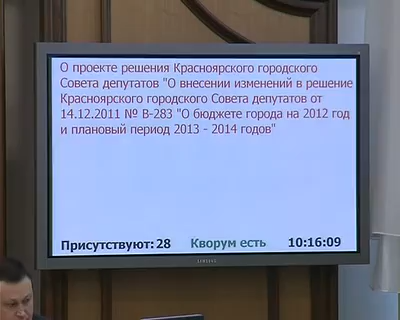 О проекте решения Красноярского городского
Совета депутатов "О внесении изменений в решение
Красноярского городского Совета депутатов от
14.12.2011 № В-283 "О бюджете города на 2012 год
и плановый период 2013 - 2014 годов"
Присутствуют: 28 Кворум есть 10:16:09